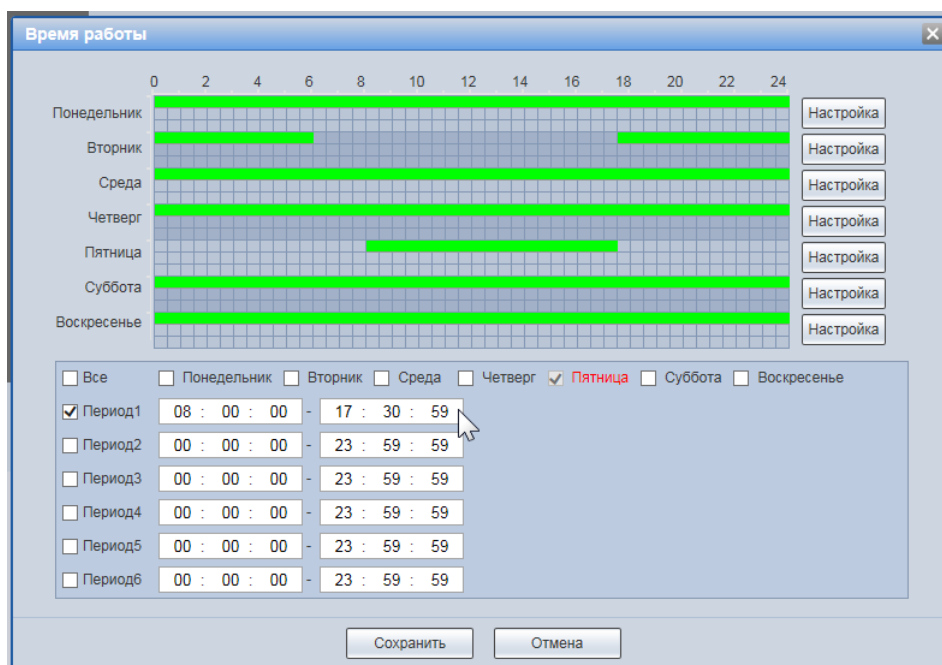 Время работы
0 2 4 6 8 10 12 14 16 18 20 22 24
Понедельник Настройка
Вторник Настройка
Среда Настройка
Четверг Настройка
Пятница Настройка
Суббота Настройка
Воскресенье Настройка
Все Понедельник Вторник Среда Четверг Пятница Суббота Воскресенье
Период1 08 : 00 : 00 - 17 : 30 : 59
Период2 00 : 00 : 00 - 23 : 59 : 59
Период3 00 : 00 : 00 - 23 : 59 : 59
Период4 00 : 00 : 00 - 23 : 59 : 59
Период5 00 : 00 : 00 - 23 : 59 : 59
Период6 00 : 00 : 00 - 23 : 59 : 59
Сохранить Отмена